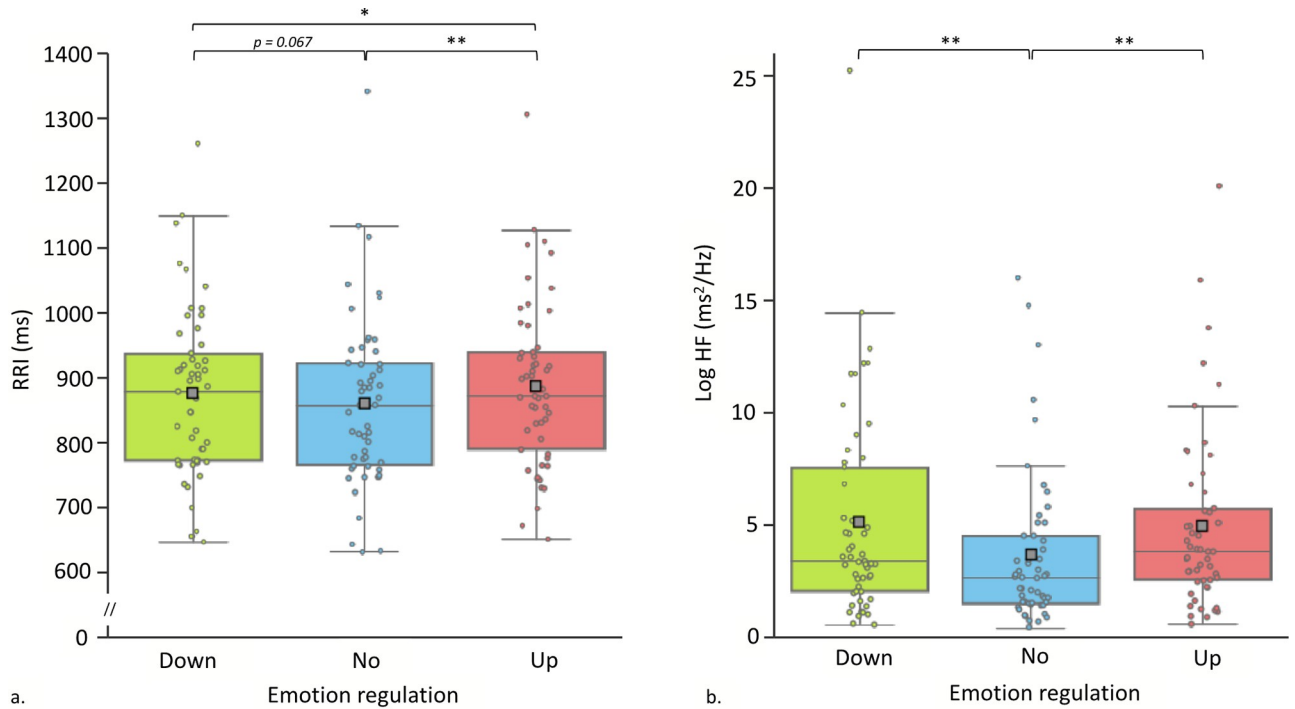 *
p = 0.067
**
1400
1300
1200
1100
1000
900
800
700
600
//
0
RRI (ms)
Down No Up
Emotion regulation
a.
** **
25
20
15
10
5
0
Log HF (ms²/Hz)
Down No Up
Emotion regulation
b.